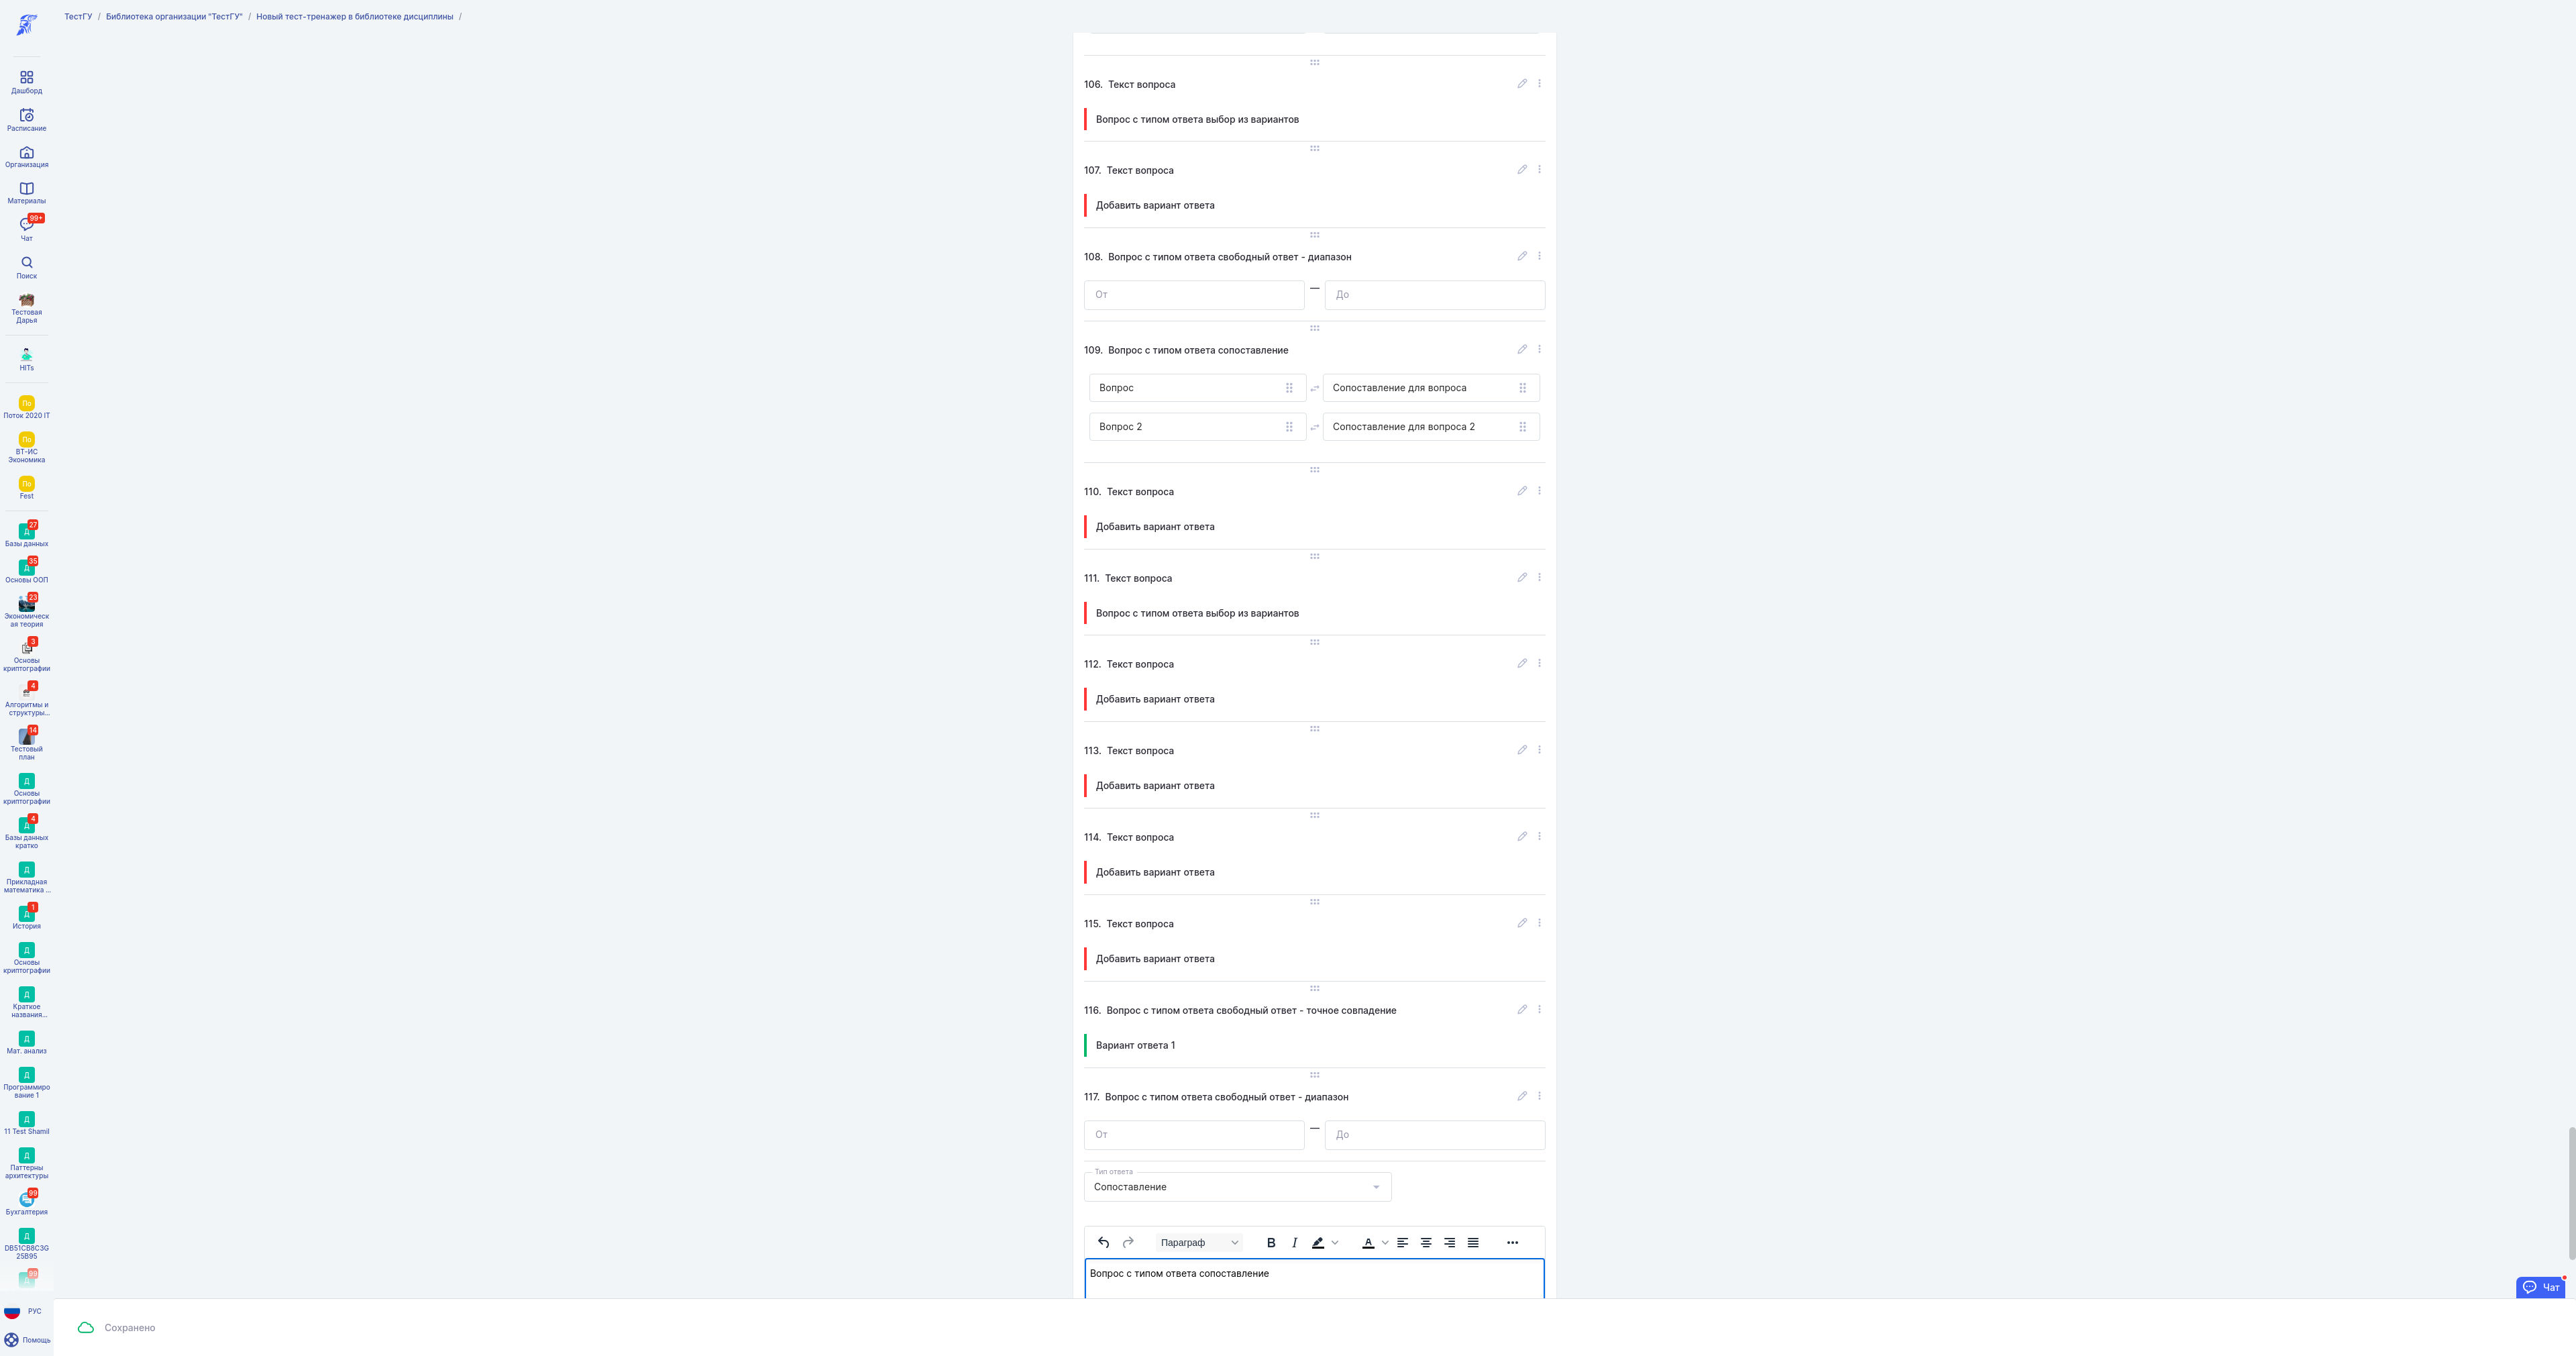 ТестГУ / Библиотека организации "ТестГУ" / Новый тест-тренажер в библиотеке дисциплины /
Дашборд
Расписание
Организация
Материалы
99+
Чат
Поиск
Тестовая
Дарья
HITs
По
Поток 2020 IT
По
ВТ-ИС
Экономика
По
Fest
27
Д
Базы данных
35
Д
Основы ООП
23
Экономическ
ая теория
3
Основы
криптографии
4
Алгоритмы и
структуры...
14
Тестовый
план
Д
Основы
криптографии
4
Д
Базы данных
кратко
Д
Прикладная
математика ...
1
Д
История
Д
Основы
криптографии
Д
Краткое
названия...
Д
Мат. анализ
Д
Программиро
вание 1
Д
11 Test Shamil
Д
Паттерны
архитектуры
99
Бухгалтерия
Д
DB51CB8C3G
25B95
99
Д
РУС
Помощь
106. Текст вопроса
Вопрос с типом ответа выбор из вариантов
107. Текст вопроса
Добавить вариант ответа
108. Вопрос с типом ответа свободный ответ - диапазон
От — До
109. Вопрос с типом ответа сопоставление
Вопрос Сопоставление для вопроса
Вопрос 2 Сопоставление для вопроса 2
110. Текст вопроса
Добавить вариант ответа
111. Текст вопроса
Вопрос с типом ответа выбор из вариантов
112. Текст вопроса
Добавить вариант ответа
113. Текст вопроса
Добавить вариант ответа
114. Текст вопроса
Добавить вариант ответа
115. Текст вопроса
Добавить вариант ответа
116. Вопрос с типом ответа свободный ответ - точное совпадение
Вариант ответа 1
117. Вопрос с типом ответа свободный ответ - диапазон
От — До
Тип ответа
Сопоставление
Параграф B I A
Вопрос с типом ответа сопоставление
Чат
Сохранено